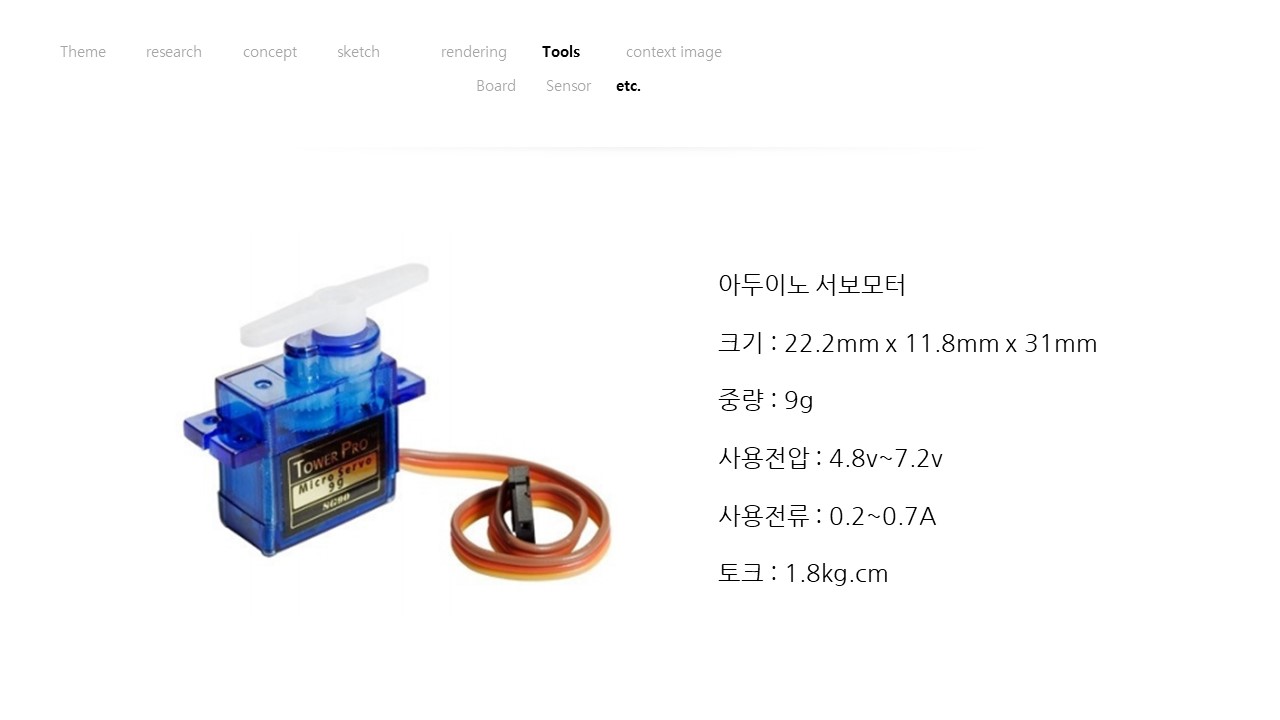 Theme research concept sketch rendering Tools context image
Board Sensor etc.
아두이노 서보모터
크기 : 22.2mm x 11.8mm x 31mm
중량 : 9g
사용전압 : 4.8v~7.2v
사용전류 : 0.2~0.7A
토크 : 1.8kg.cm
TOWER PRO
Micro Servo
99
SG90